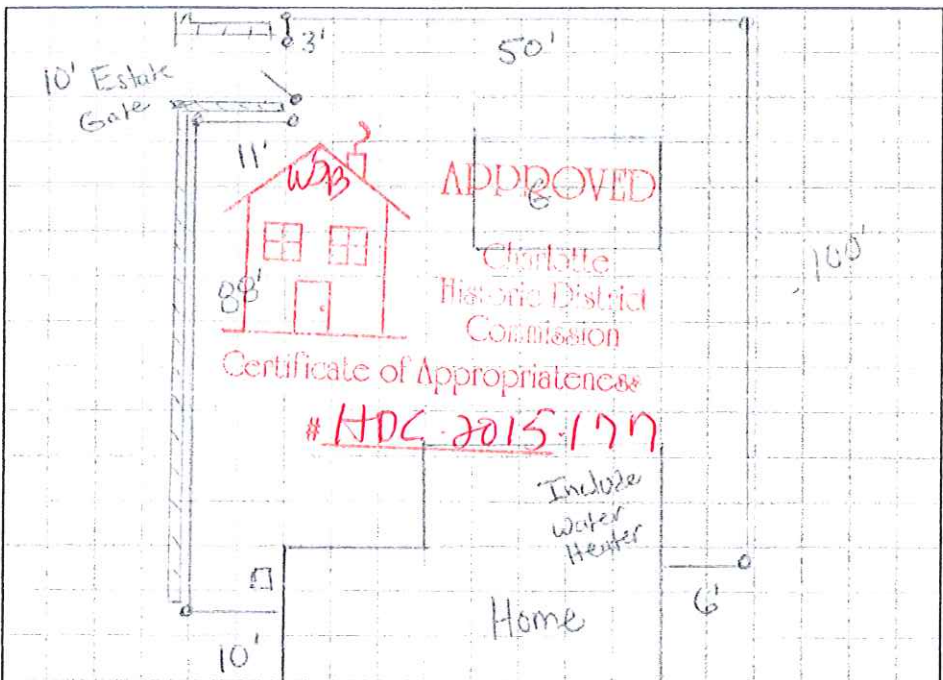 3'
50'
10' Estate
Gate
11'
WSB
APPROVED
G
Charlotte
Historic District
Commission
88'
100'
Certificate of Appropriateness
# HDC-2015-177
Include
Water
Heater
Home
6'
10'